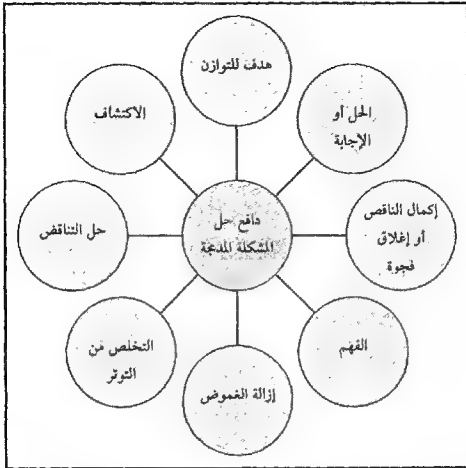 هدف للتوازن
الحل أو
الإجابة
إكمال الناقص
أو إغلاق
فجوة
الفهم
إزالة الغموض
التخلص من
التوتر
حل التناقض
الاكتشاف
دافع حل
المشكلة المدمجة